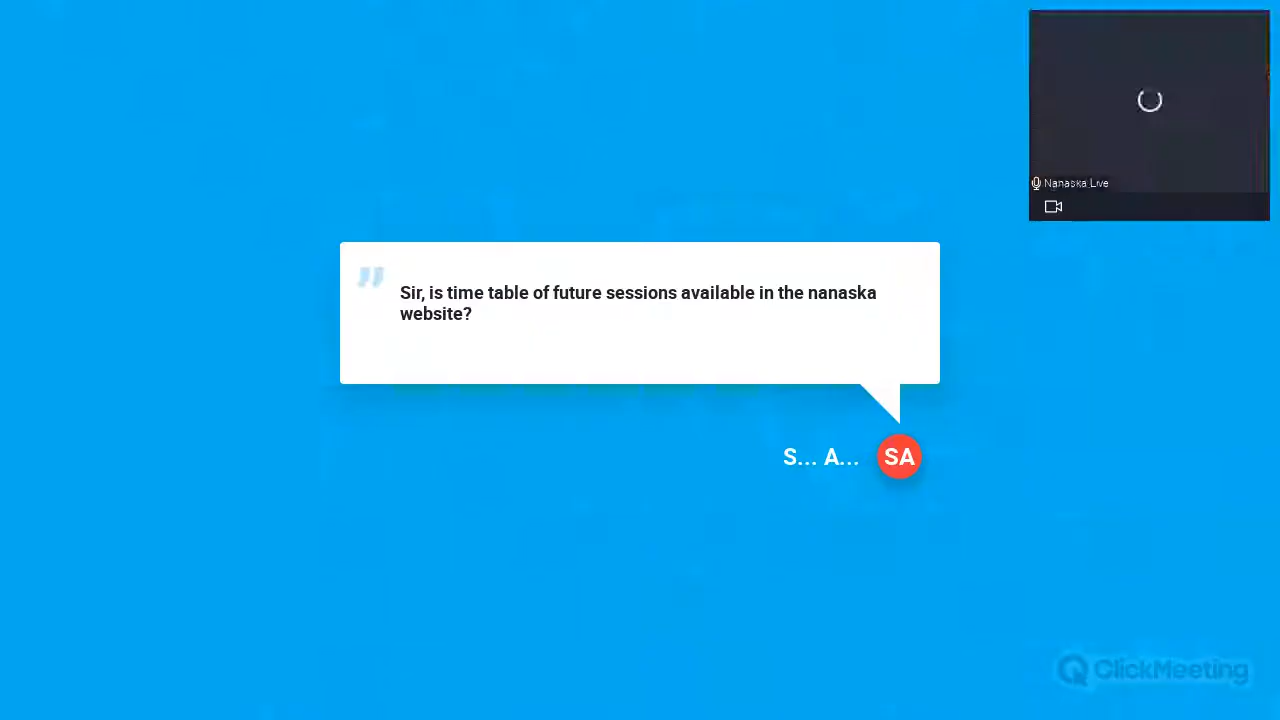 Nanaska Live
" Sir, is time table of future sessions available in the nanaska
website?
S... A... SA
ClickMeeting